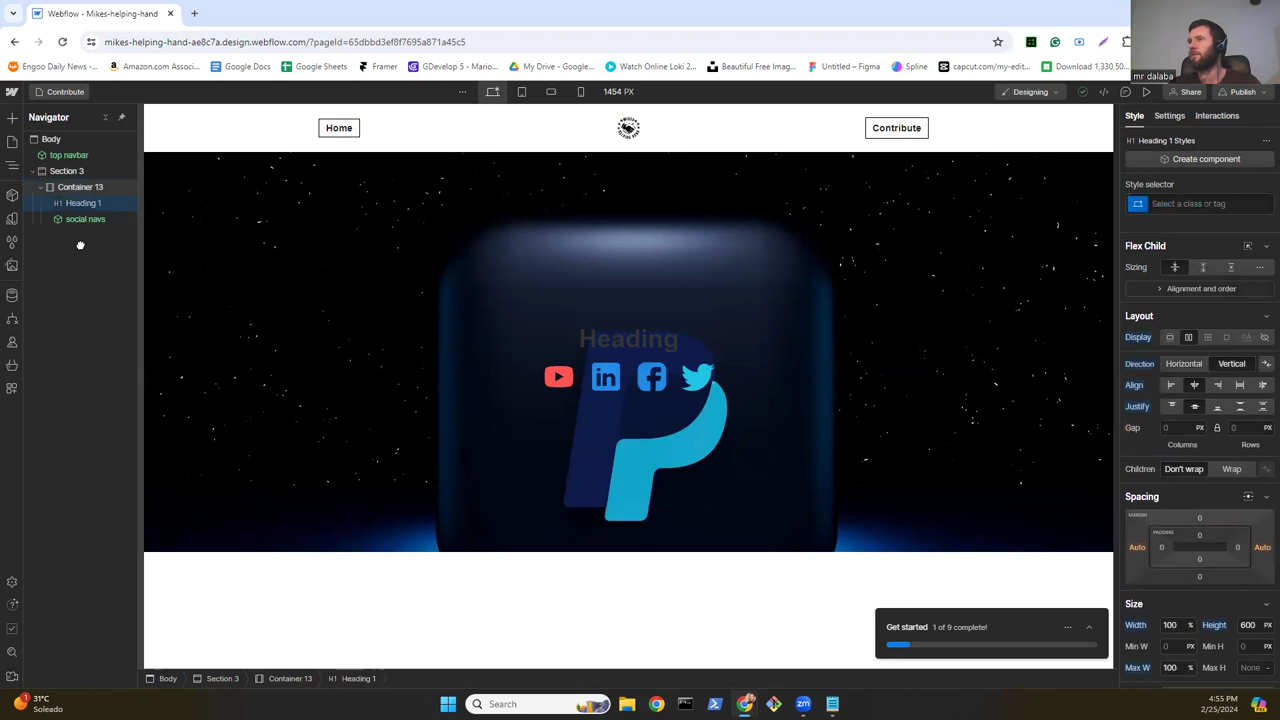 Webflow - Mikes-helping-hand
mikes-helping-hand-ae8c7a.design.webflow.com/?pageId=65dbbd3ef8f7695a871a45c5
Engoo Daily News -...
Amazon.com Associ...
Google Docs
Google Sheets
Framer
GDevelop 5 - Mario...
My Drive - Google...
Watch Online Loki 2...
Beautiful Free Imag...
Untitled – Figma
Spline
capcut.com/my-edit...
Download 1,330,50...
mr dalaba
Contribute
1454 PX
Designing
Share
Publish
Navigator
Body
top navbar
Section 3
Container 13
H1 Heading 1
social navs
Home
Contribute
Heading
in
Get started 1 of 9 complete!
Body
Section 3
Container 13
H1 Heading 1
Style
Settings
Interactions
H1 Heading 1 Styles
Create component
Style selector
Select a class or tag
Flex Child
Sizing
Alignment and order
Layout
Display
Direction Horizontal Vertical
Align
Justify
Gap 0 PX 0 PX
Columns Rows
Children Don't wrap Wrap
Spacing
MARGIN 0
PADDING 0
Auto 0 0 Auto
0
0
Size
Width 100 % Height 600 PX
Min W 0 PX Min H 0 PX
Max W 100 % Max H None
31°C
Soleado
Search
4:55 PM
2/25/2024